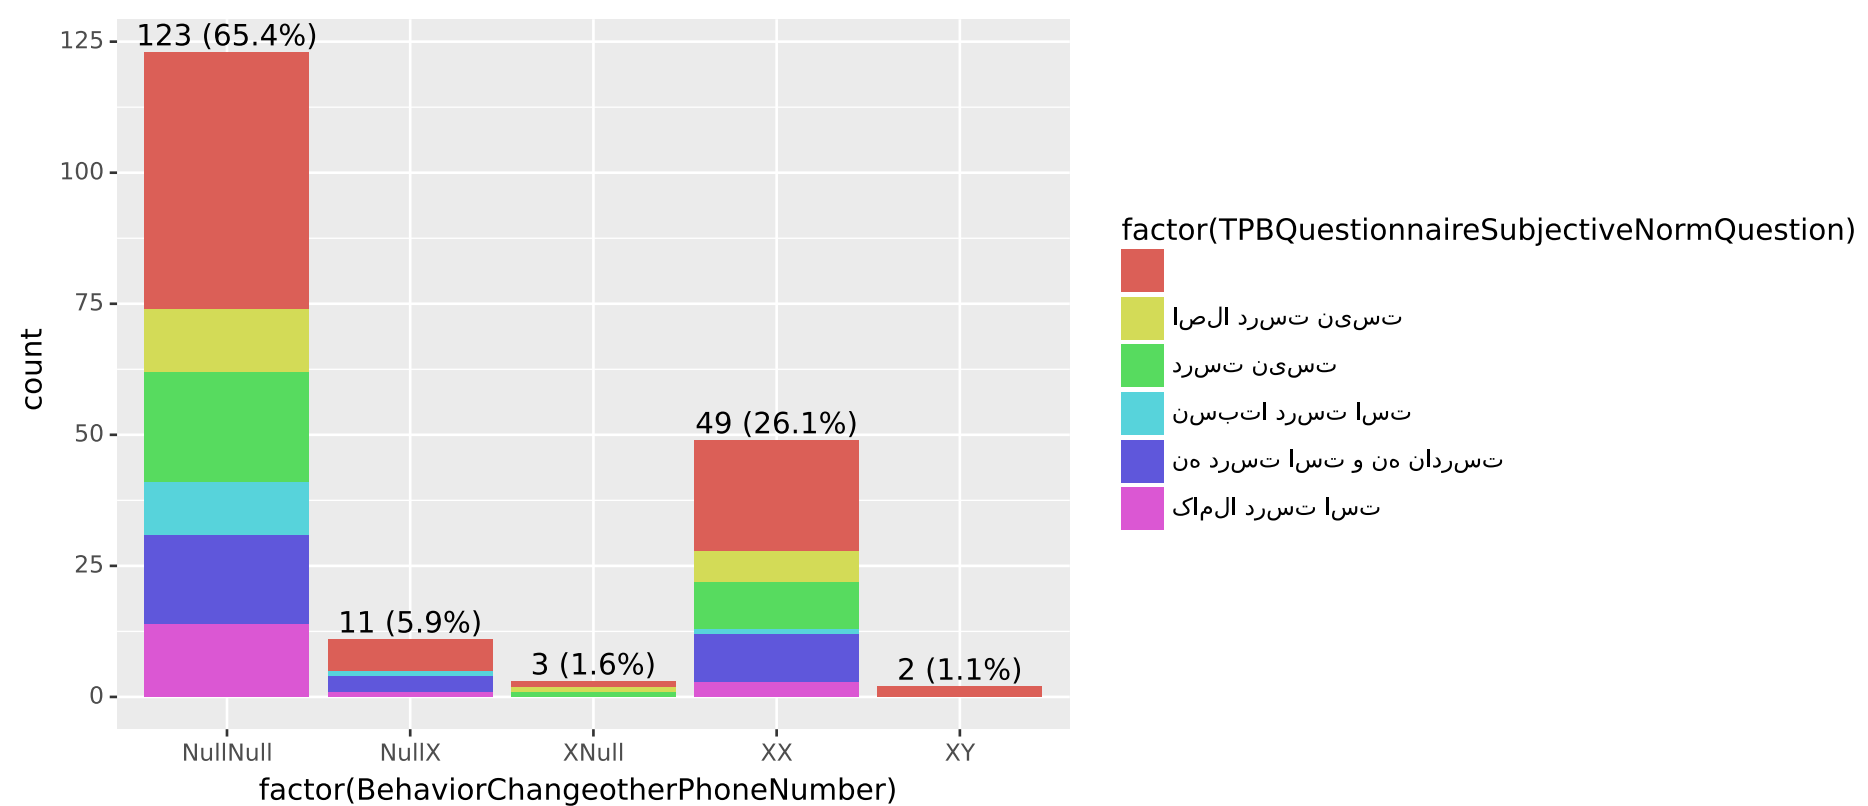 125
100
75
50
25
0
count
123 (65.4%)
11 (5.9%)
3 (1.6%)
49 (26.1%)
2 (1.1%)
NullNull
NullX
XNull
XX
XY
factor(BehaviorChangeotherPhoneNumber)
factor(TPBQuestionnaireSubjectiveNormQuestion)
اصلا درست نیست
درست نیست
نسبتا درست است
نه درست است و نه نادرست
کاملا درست است